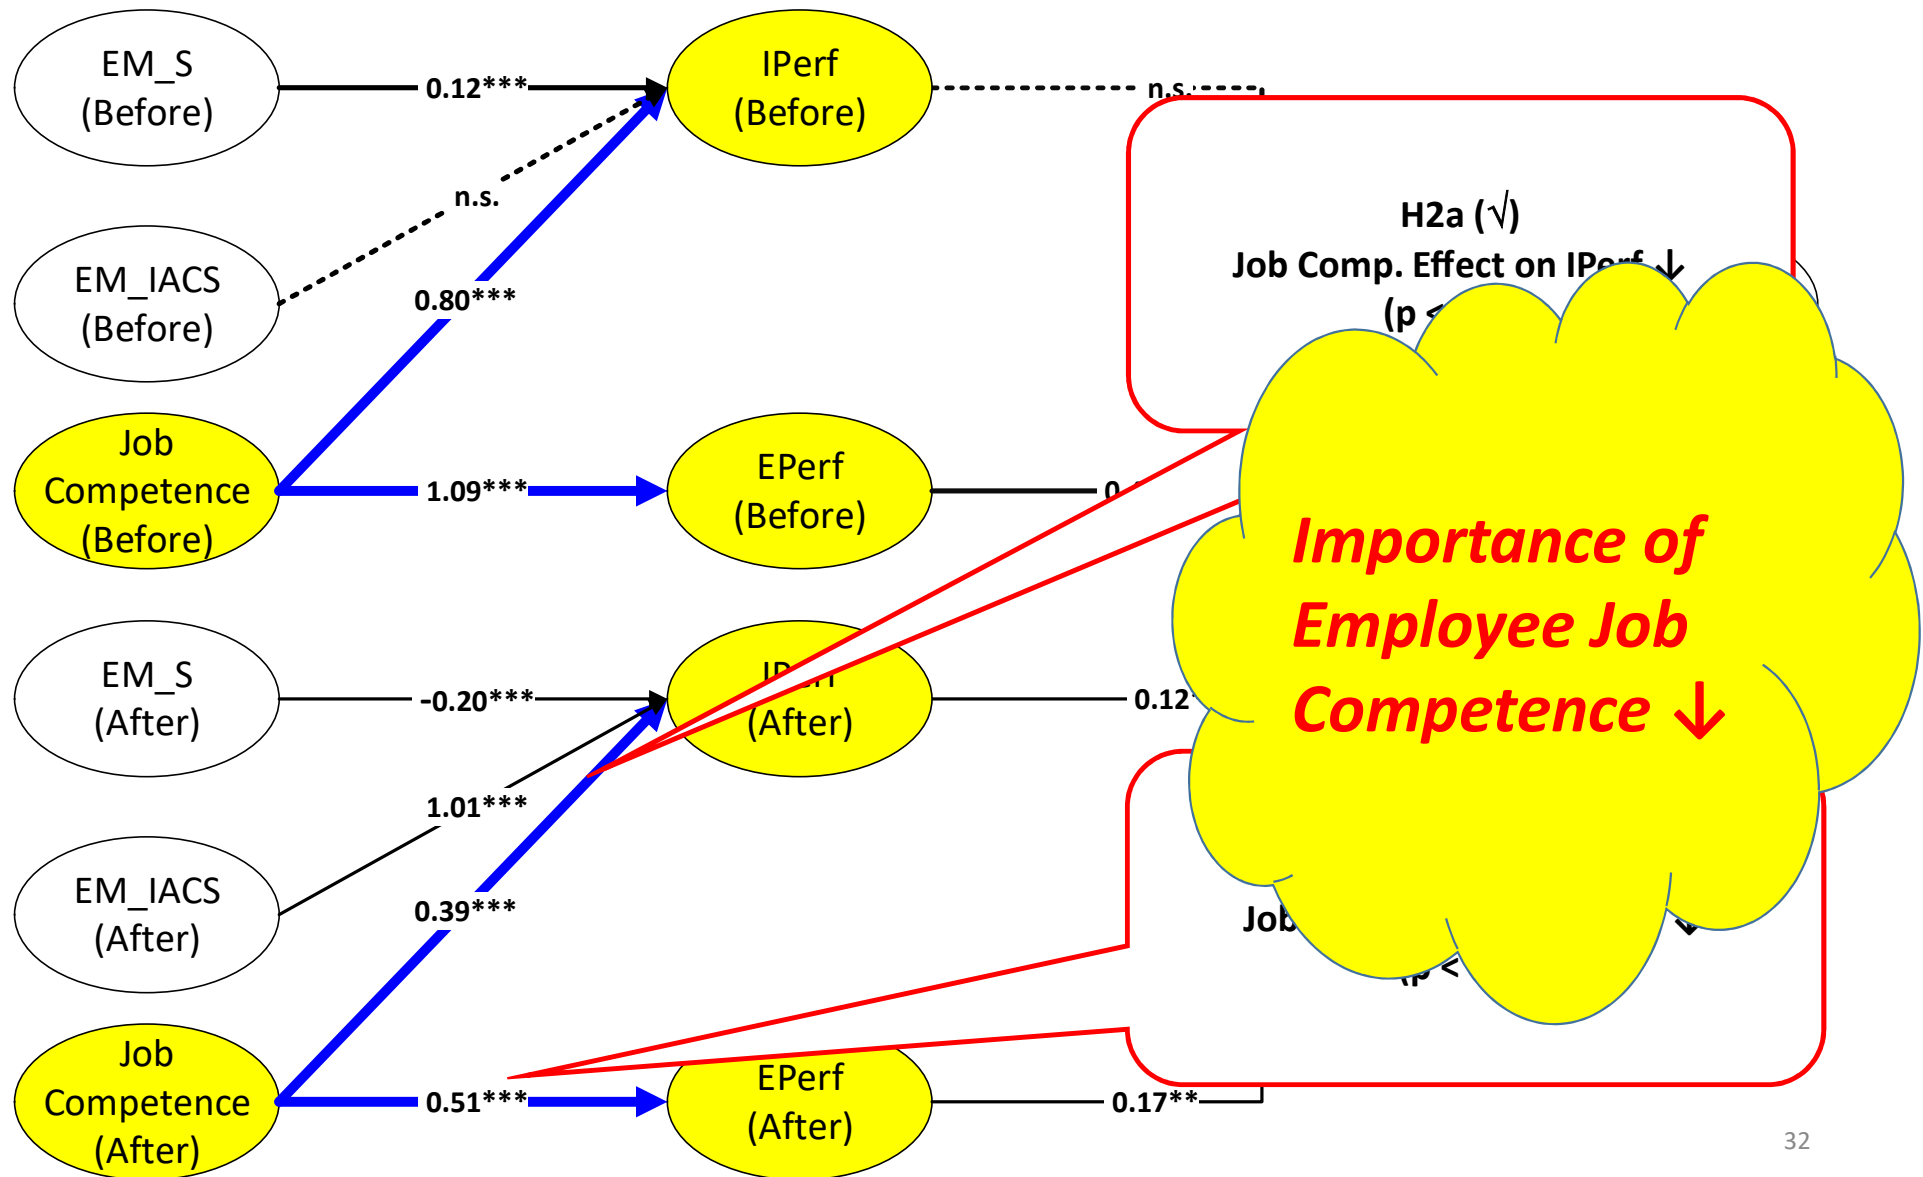 EM_S
(Before)
0.12***
IPerf
(Before)
n.s.
n.s.
EM_IACS
(Before)
0.80***
H2a (√)
Job Comp. Effect on IPerf ↓
(p <
Job
Competence
(Before)
1.09***
EPerf
(Before)
0.
Importance of
Employee Job
Competence ↓
EM_S
(After)
-0.20***
IPerf
(After)
0.12
1.01***
EM_IACS
(After)
0.39***
Job
↓
(p <
Job
Competence
(After)
0.51***
EPerf
(After)
0.17**
32